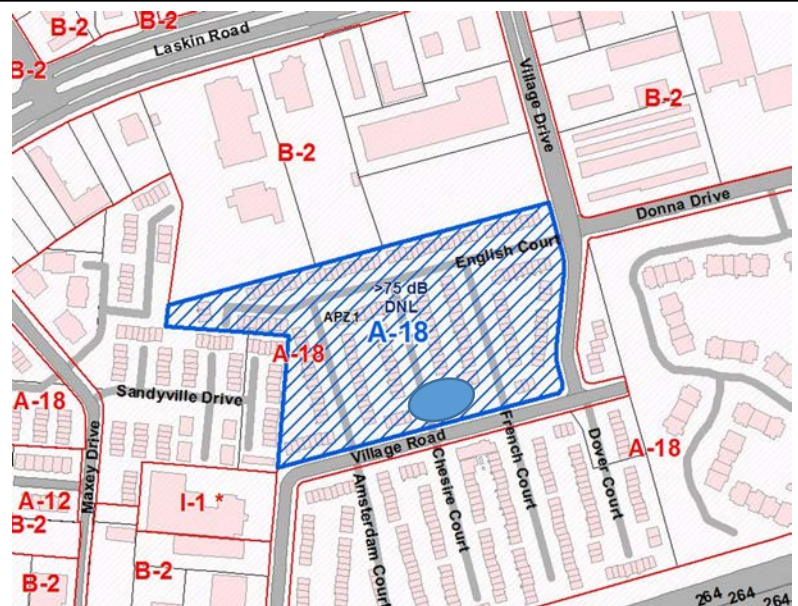 B-2
B-2
B-2
B-2
Laskin Road
Village Drive
B-2
B-2
Donna Drive
English Court
>75 dB
DNL
APZ 1
A-18
A-18
Sandyville Drive
A-18
Maxey Drive
Village Road
French Court
Dover Court
A-18
Chesire Court
Amsterdam Court
A-12
I-1 *
B-2
B-2
B-2
264 264 264